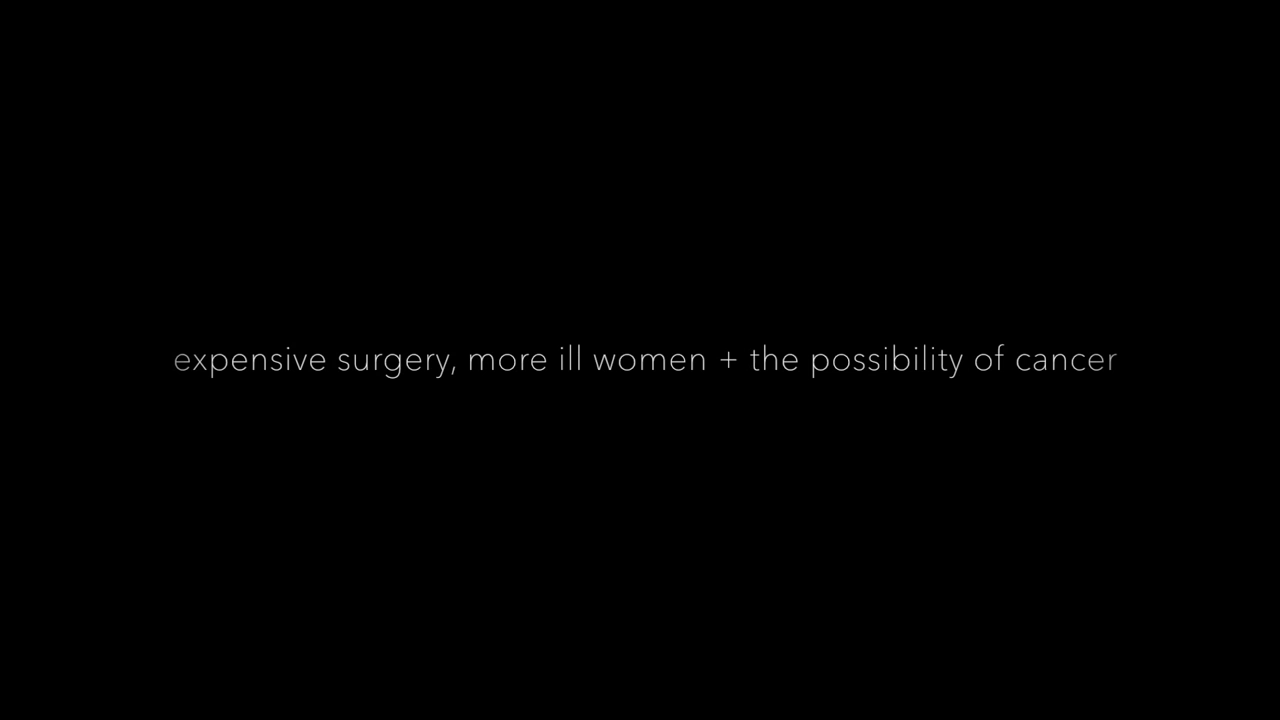 expensive surgery, more ill women + the possibility of cancer